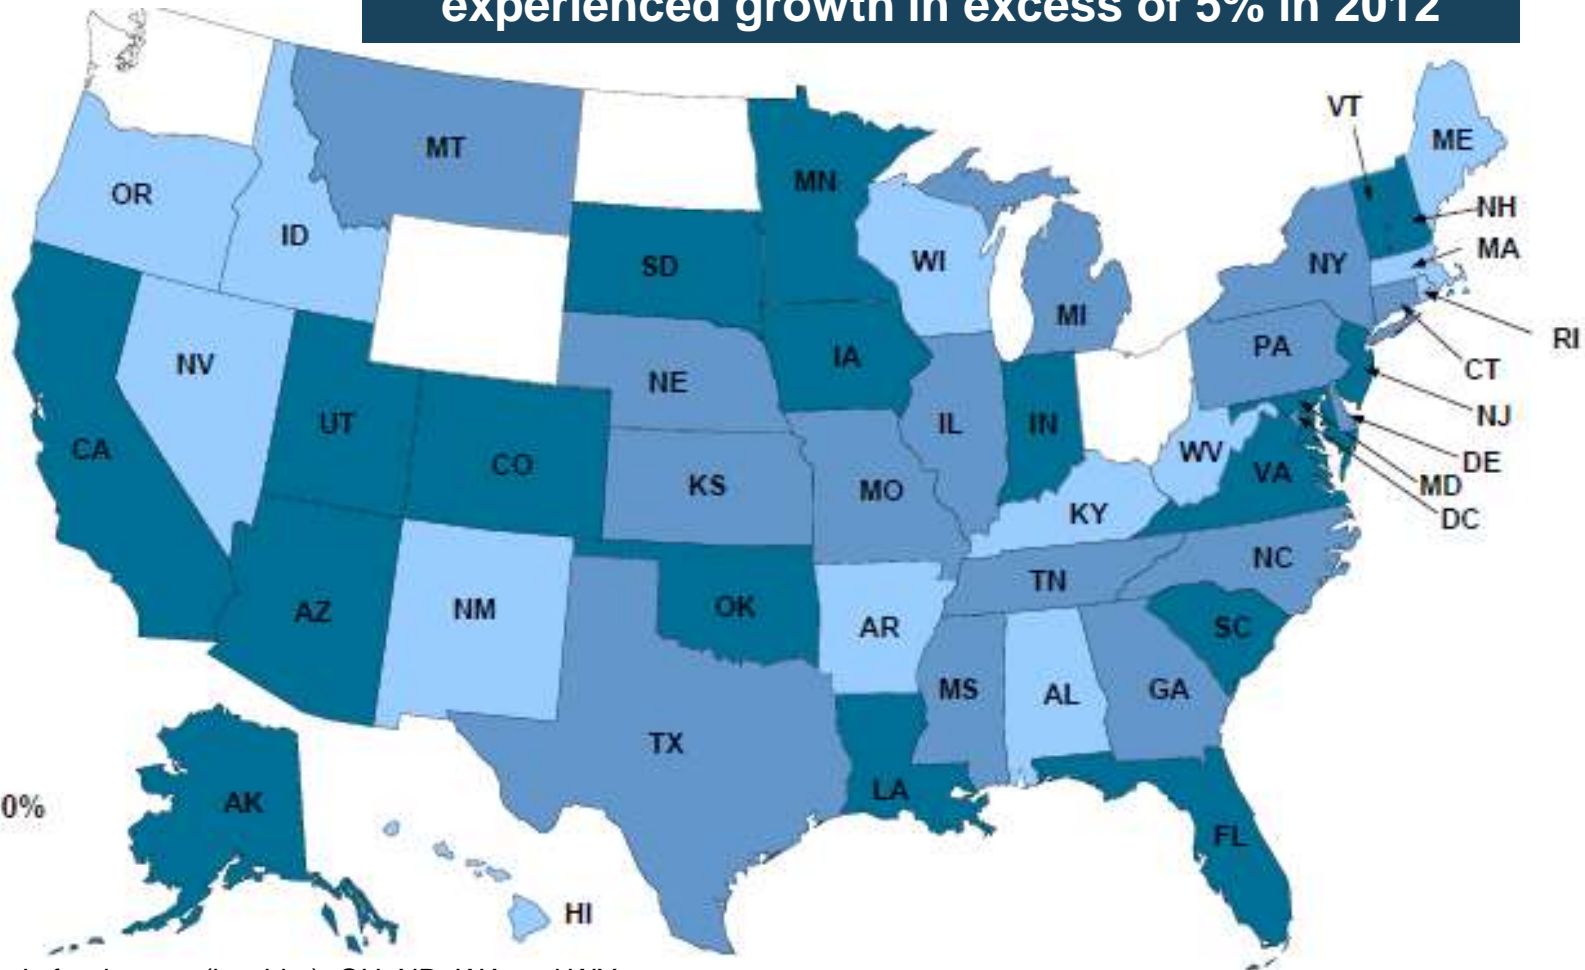 experienced growth in excess of 5% in 2012
VT
ME
MT
MN
OR
NH
ID
MA
WI
SD
NY
MI
RI
IA
PA
NV
CT
NE
NJ
UT
IL
IN
CA
WV
CO
VA
DE
KS
MO
MD
KY
DC
NC
TN
AZ
NM
OK
AR
SC
MS
AL
GA
TX
LA
0%
AK
FL
HI